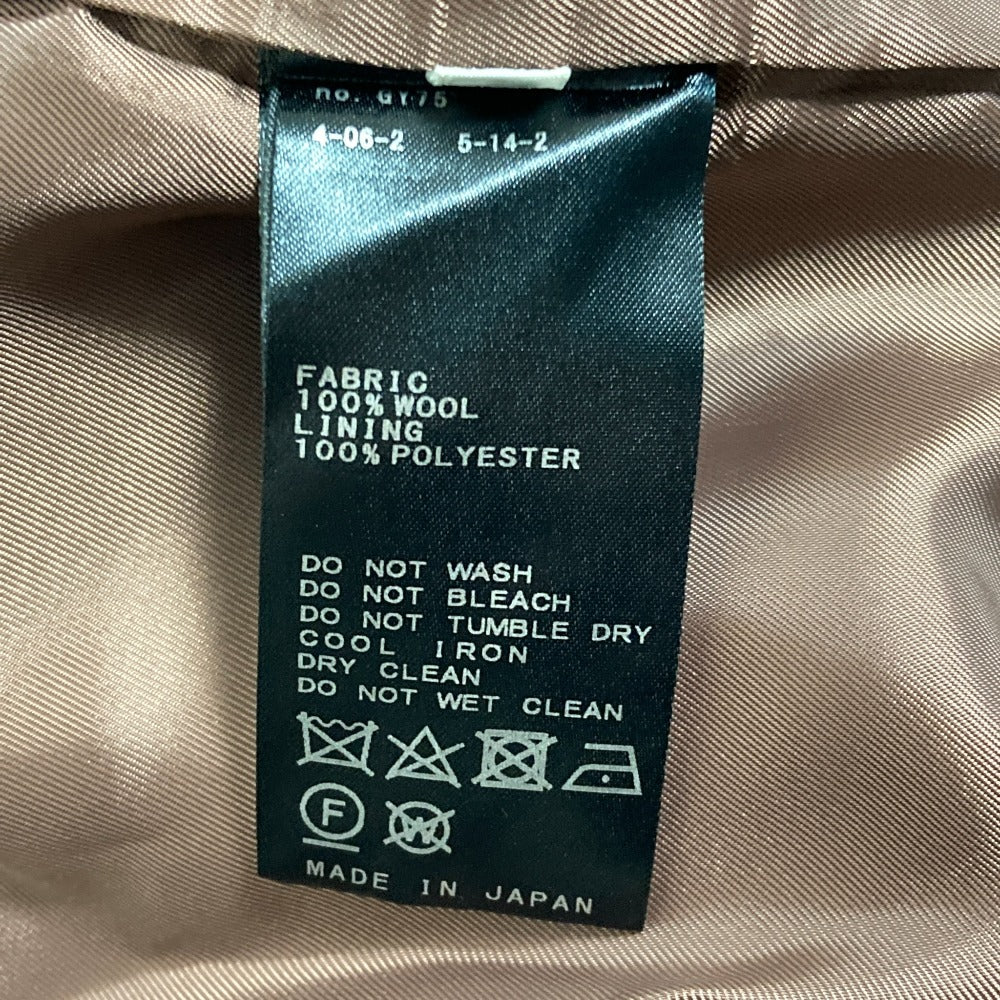 no. GY75
4-06-2 5-14-2
FABRIC
100% WOOL
LINING
100% POLYESTER
DO NOT WASH
DO NOT BLEACH
DO NOT TUMBLE DRY
COOL IRON
DRY CLEAN
DO NOT WET CLEAN
F W
MADE IN JAPAN